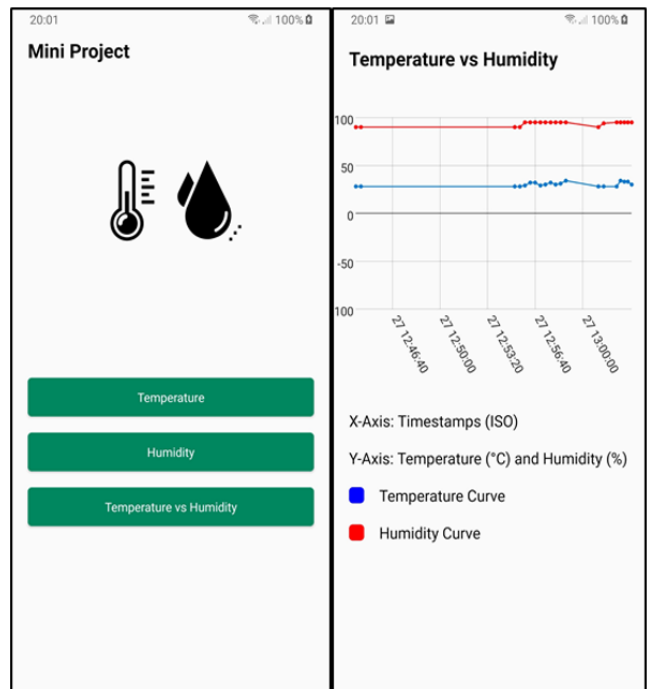 20:01 100%
Mini Project
Temperature
Humidity
Temperature vs Humidity
20:01 100%
Temperature vs Humidity
100
50
0
-50
100
27 12:46:40
27 12:50:00
27 12:53:20
27 12:56:40
27 13:00:00
X-Axis: Timestamps (ISO)
Y-Axis: Temperature (°C) and Humidity (%)
Temperature Curve
Humidity Curve